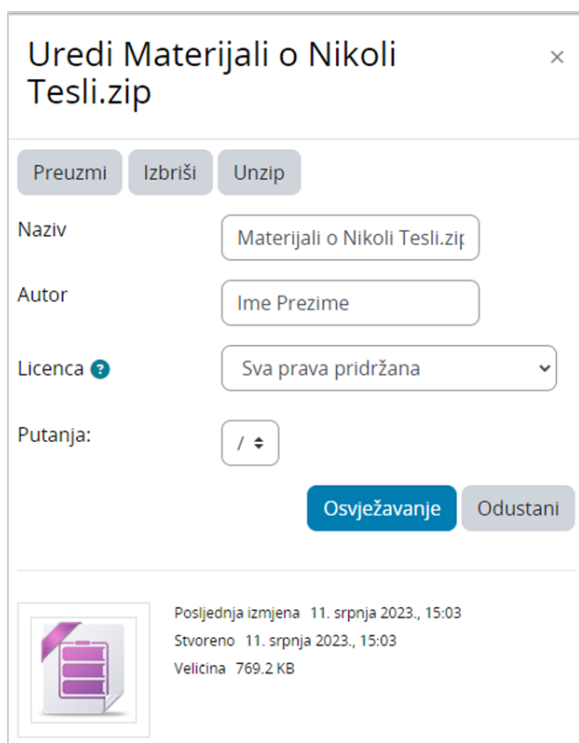 Uredi Materijali o Nikoli
Tesli.zip
×
Preuzmi Izbriši Unzip
Naziv Materijali o Nikoli Tesli.zip
Autor Ime Prezime
Licenca ? Sva prava pridržana
Putanja: /
Osvježavanje Odustani
Posljednja izmjena 11. srpnja 2023., 15:03
Stvoreno 11. srpnja 2023., 15:03
Velicina 769.2 KB